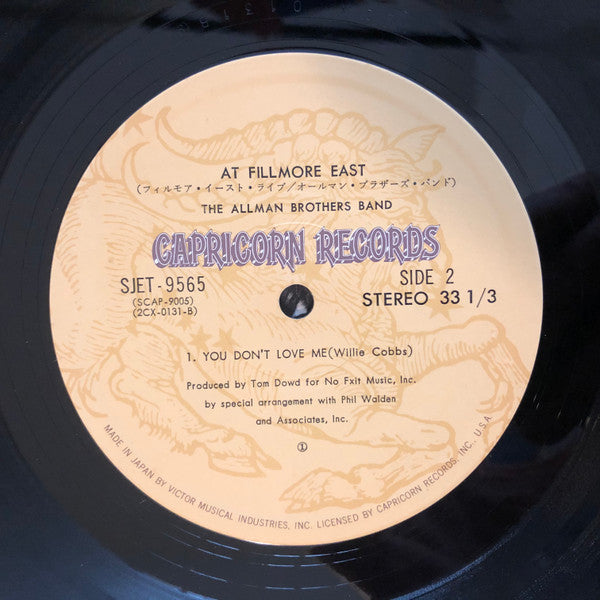 AT FILLMORE EAST
(フィルモア・イースト・ライブ/オールマン・ブラザーズ・バンド)
THE ALLMAN BROTHERS BAND
CAPRICORN RECORDS
SJET-9565
(SCAP-9005)
(2CX-0131-B)
SIDE 2
STEREO 33 1/3
1. YOU DON'T LOVE ME(Willie Cobbs)
Produced by Tom Dowd for No Fxit Music, Inc.
by special arrangement with Phil Walden
and Associates, Inc.
①
MADE IN JAPAN BY VICTOR MUSICAL INDUSTRIES, INC. LICENSED BY CAPRICORN RECORDS, INC., U.S.A.